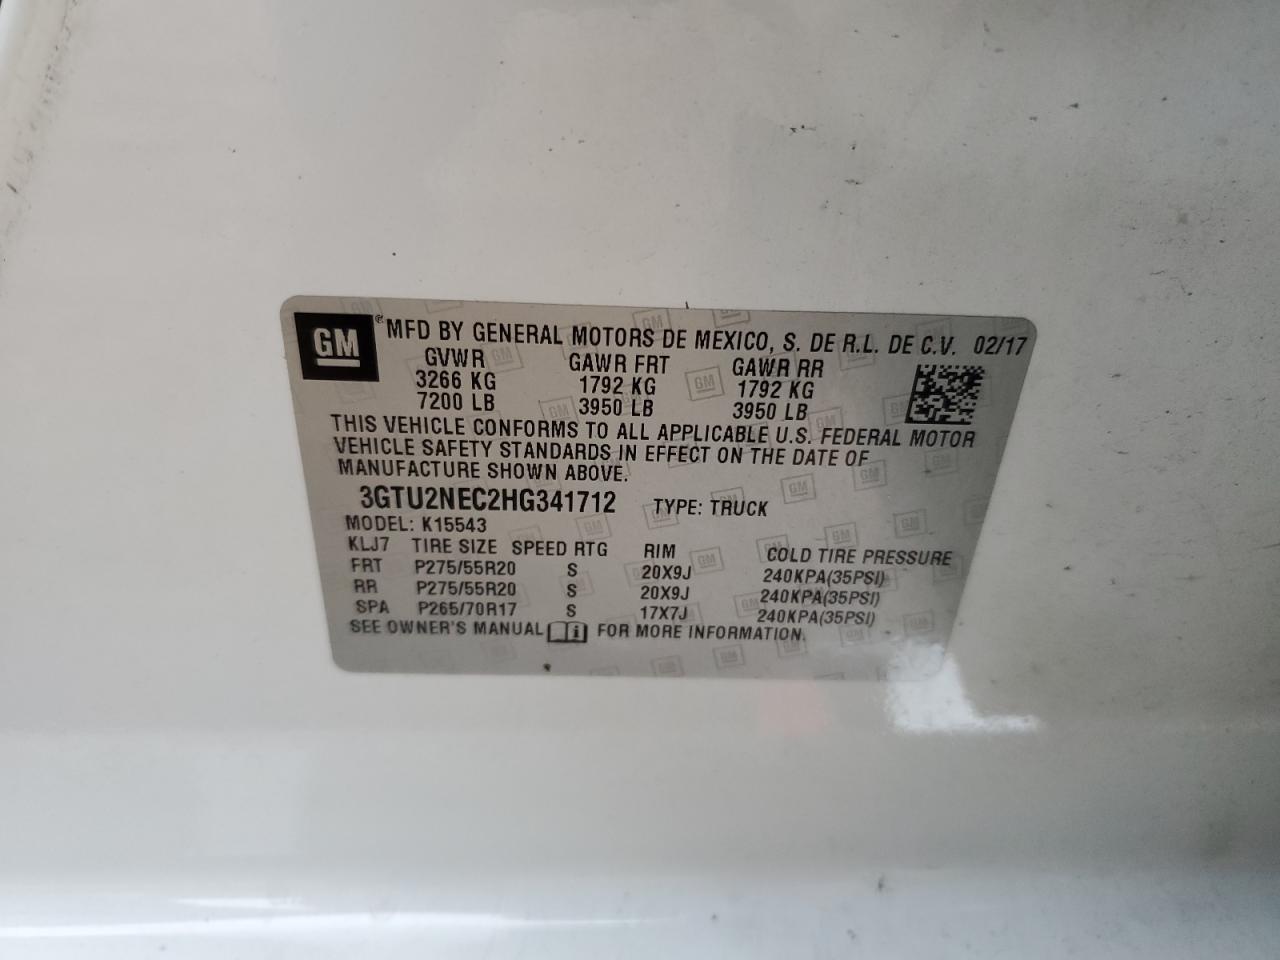 GM ® MFD BY GENERAL MOTORS DE MEXICO, S. DE R.L. DE C.V. 02/17
GVWR GAWR FRT GAWR RR
3266 KG 1792 KG 1792 KG
7200 LB 3950 LB 3950 LB
THIS VEHICLE CONFORMS TO ALL APPLICABLE U.S. FEDERAL MOTOR
VEHICLE SAFETY STANDARDS IN EFFECT ON THE DATE OF
MANUFACTURE SHOWN ABOVE.
3GTU2NEC2HG341712 TYPE: TRUCK
MODEL: K15543
KLJ7 TIRE SIZE SPEED RTG RIM COLD TIRE PRESSURE
FRT P275/55R20 S 20X9J 240KPA(35PSI)
RR P275/55R20 S 20X9J 240KPA(35PSI)
SPA P265/70R17 S 17X7J 240KPA(35PSI)
SEE OWNER'S MANUAL FOR MORE INFORMATION.